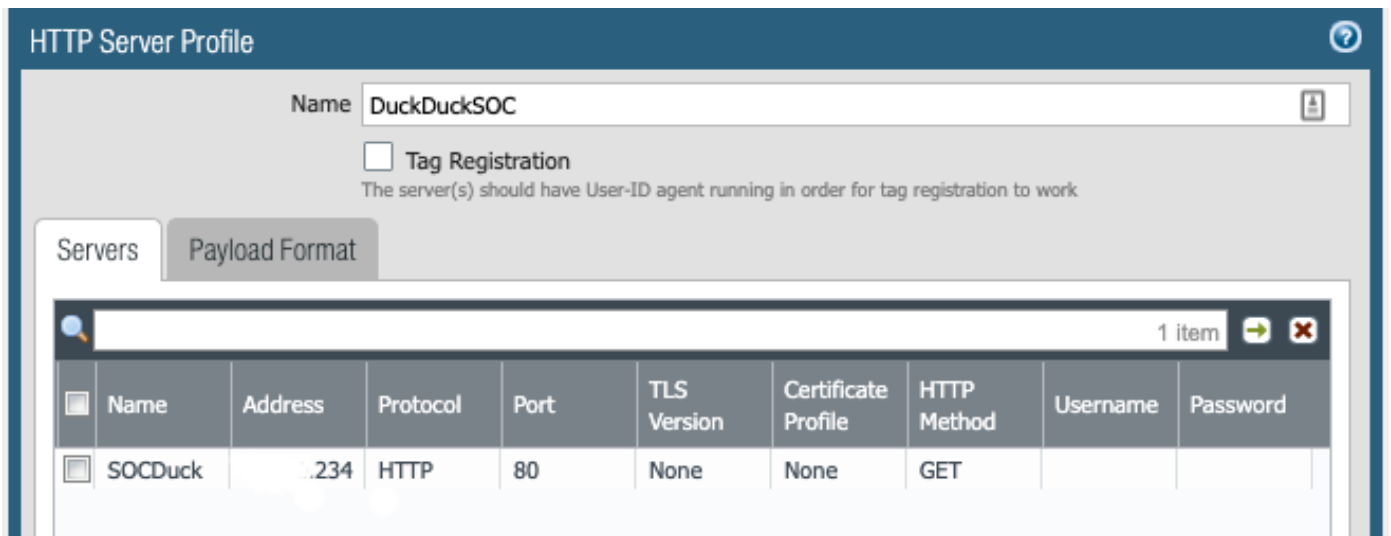 HTTP Server Profile
Name DuckDuckSOC
Tag Registration
The server(s) should have User-ID agent running in order for tag registration to work
Servers Payload Format
1 item
Name Address Protocol Port TLS Version Certificate Profile HTTP Method Username Password
SOCDuck .234 HTTP 80 None None GET